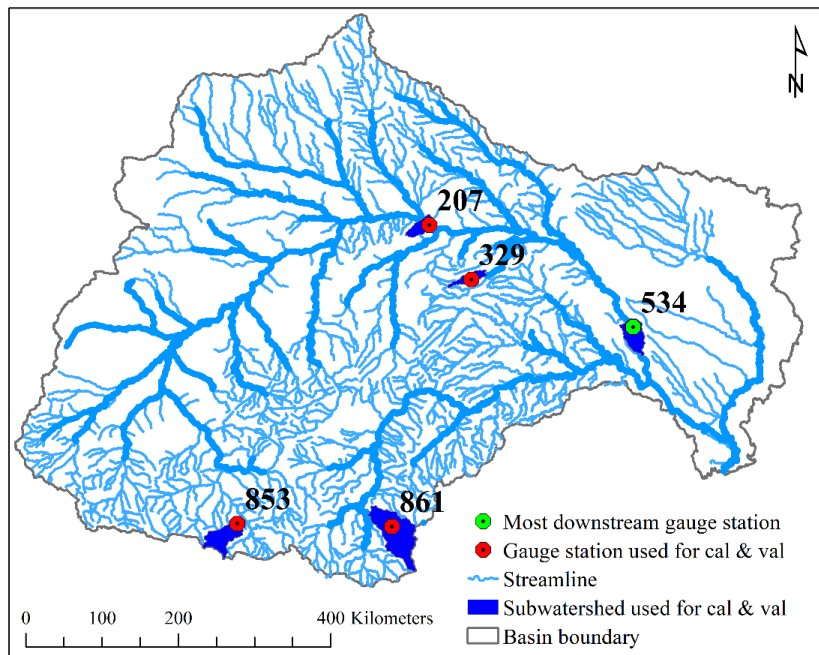 N
207
329
534
853
861
Most downstream gauge station
Gauge station used for cal & val
Streamline
Subwatershed used for cal & val
Basin boundary
0 100 200 400 Kilometers